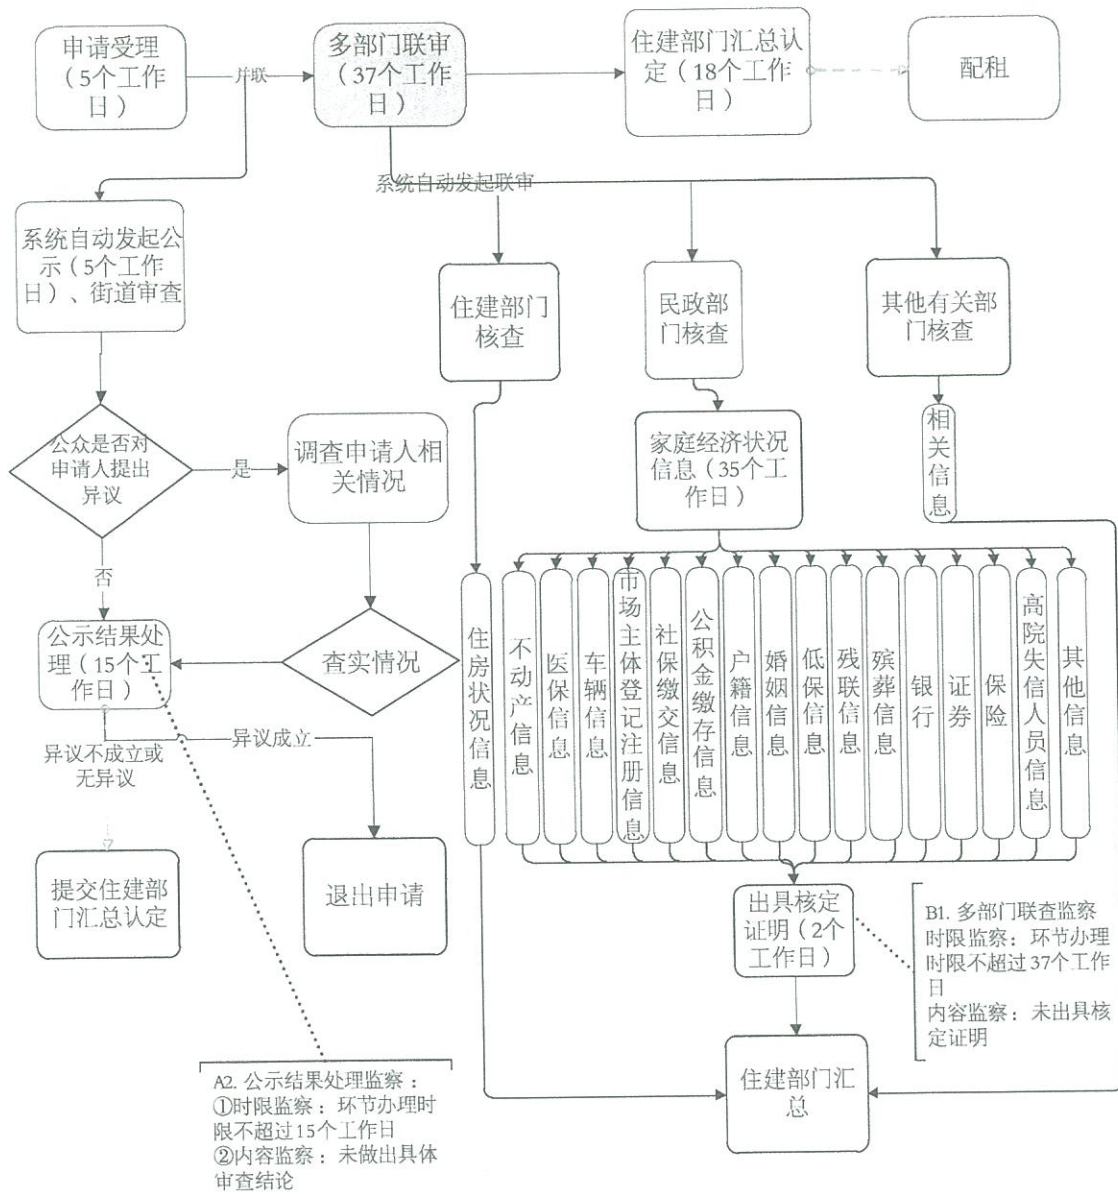 申请受理
（5个工作
日）
并联
多部门联审
（37个工作
日）
住建部门汇总认
定（18个工作
日）
配租
系统自动发起联审
系统自动发起公
示（5个工作
日）、街道审查
住建部门
核查
民政部
门核查
其他有关部
门核查
公众是否对
申请人提出
异议
是
调查申请人相
关情况
家庭经济状况
信息（35个工
作日）
相关信息
否
公示结果处
理（15个工
作日）
查实情况
住房状况信息
不动产信息
医保信息
车辆信息
市场主体登记注册信息
社保缴交信息
公积金缴存信息
户籍信息
婚姻信息
低保信息
残联信息
殡葬信息
银行
证券
保险
高院失信人员信息
其他信息
异议不成立或
无异议
异议成立
提交住建部
门汇总认定
退出申请
出具核定
证明（2个
工作日）
B1. 多部门联查监察
时限监察：环节办理
时限不超过37个工作
日
内容监察：未出具核
定证明
住建部门汇
总
A2. 公示结果处理监察：
①时限监察：环节办理时
限不超过15个工作日
②内容监察：未做出具体
审查结论